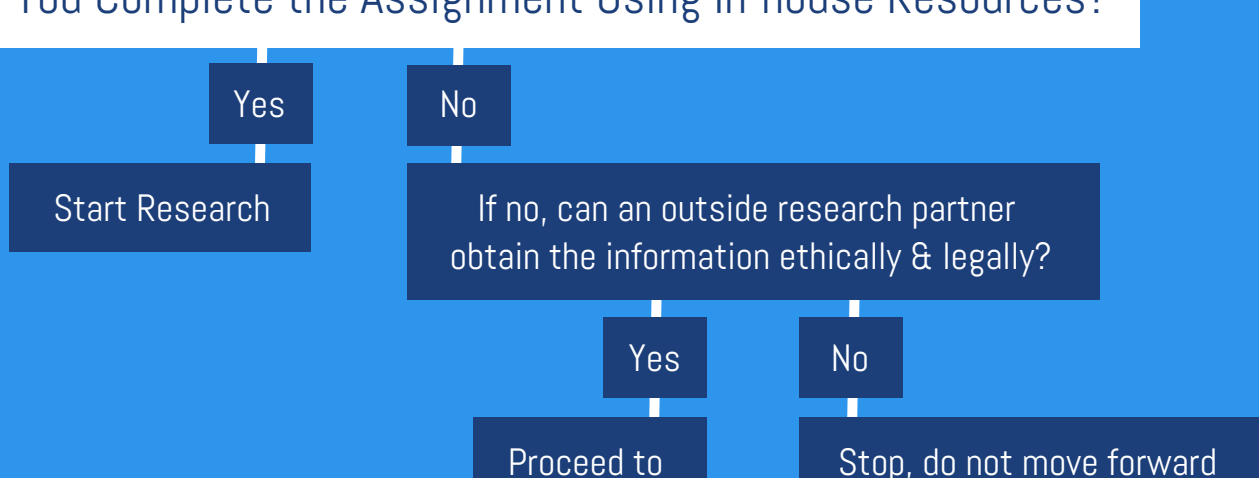 You Complete the Assignment Using In house Resources?
Yes
No
Start Research
If no, can an outside research partner
obtain the information ethically & legally?
Yes
No
Proceed to
Stop, do not move forward